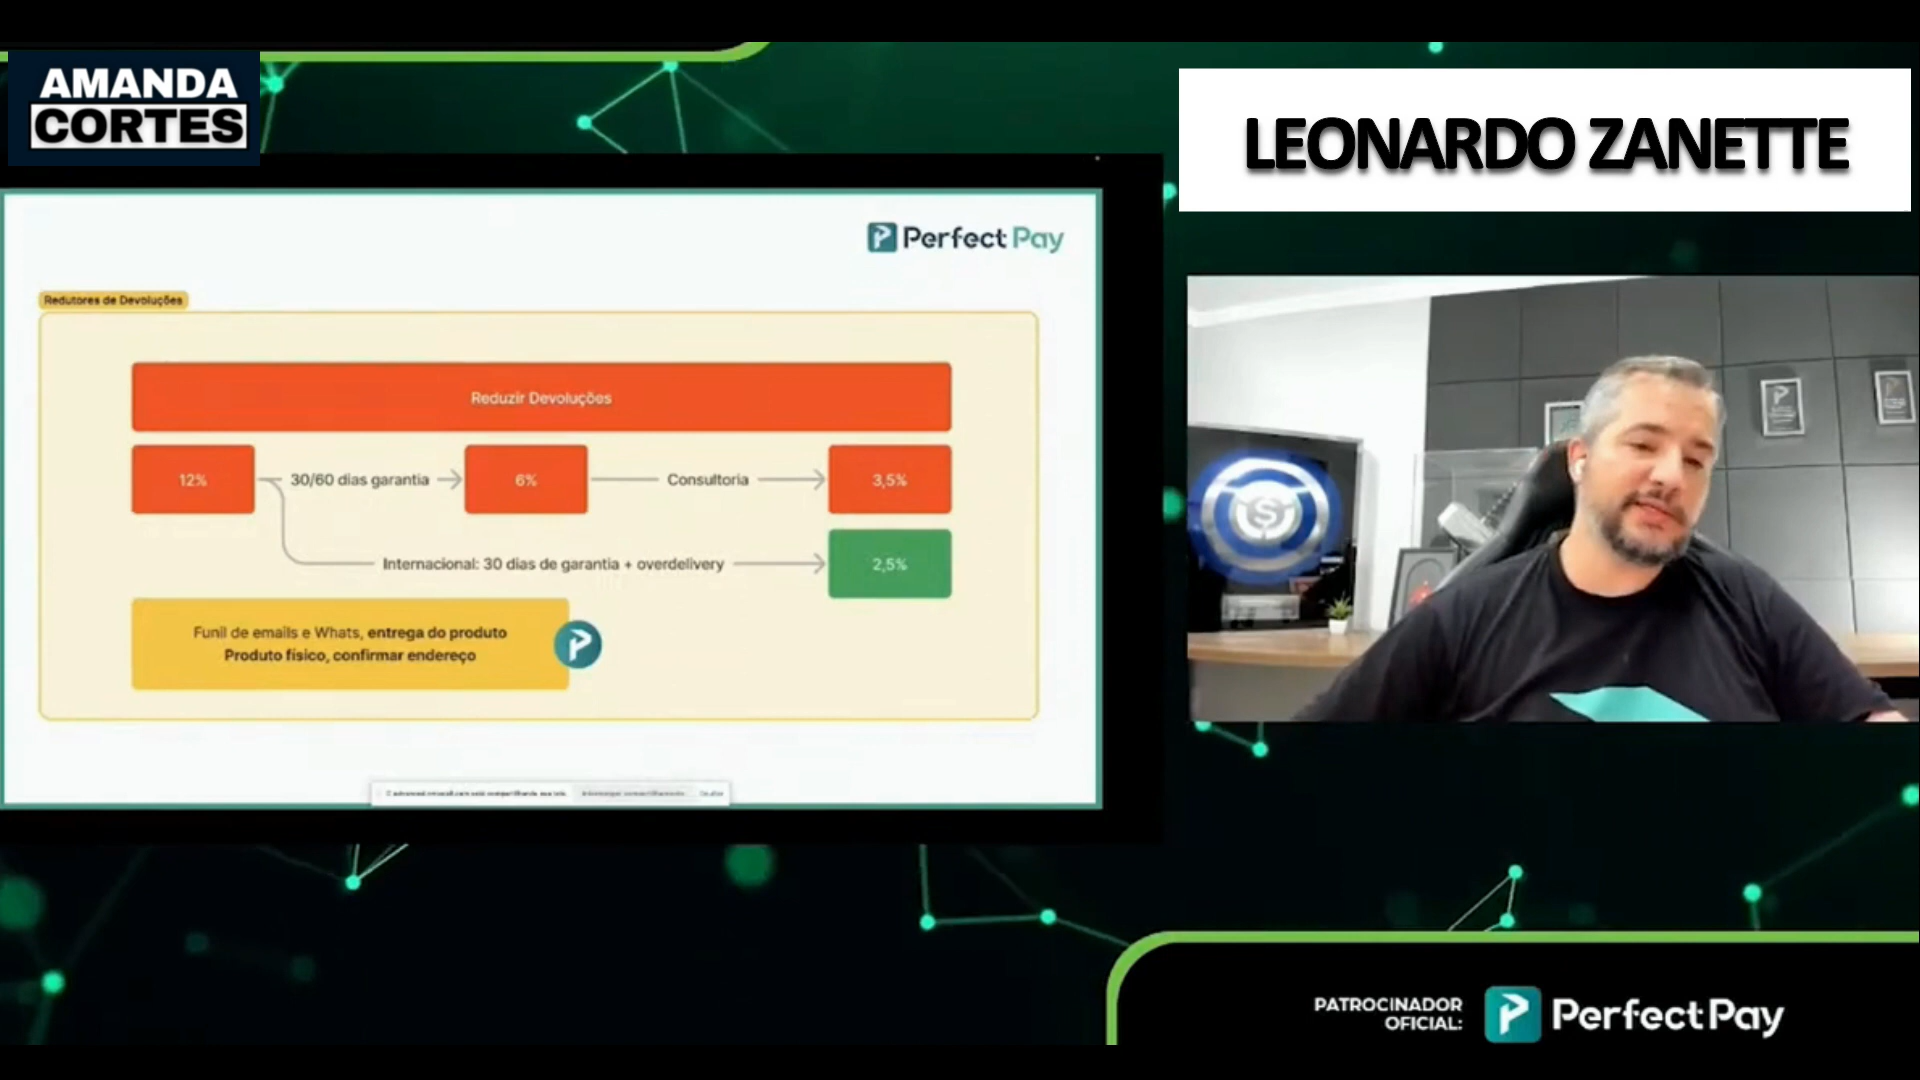 AMANDA
CORTES
LEONARDO ZANETTE
Perfect Pay
Redutores de Devoluções
Reduzir Devoluções
12%
30/60 dias garantia
6%
Consultoria
3,5%
Internacional: 30 dias de garantia + overdelivery
2,5%
Funil de emails e Whats, entrega do produto
Produto físico, confirmar endereço
PATROCINADOR
OFICIAL:
PerfectPay